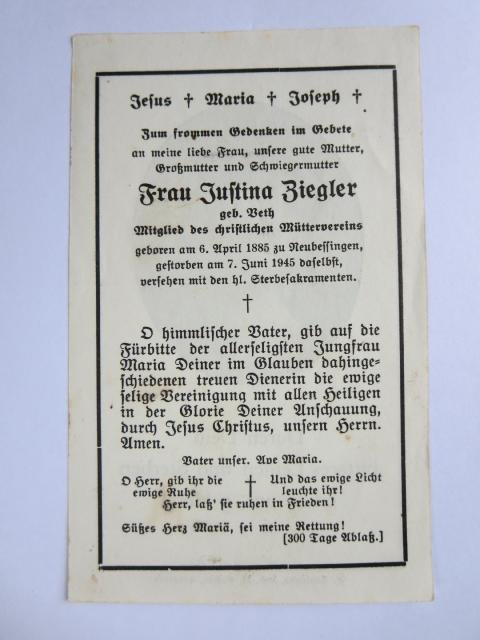 Jesus † Maria † Joseph †
Zum frommen Gedenken im Gebete
an meine liebe Frau, unsere gute Mutter,
Großmutter und Schwiegermutter
Frau Justina Ziegler
geb. Veth
Mitglied des christlichen Müttervereins
geboren am 6. April 1885 zu Neubessingen,
gestorben am 7. Juni 1945 daselbst,
versehen mit den hl. Sterbesakramenten.
†
O himmlischer Vater, gib auf die
Fürbitte der allerseligsten Jungfrau
Maria Deiner im Glauben dahinge-
schiedenen treuen Dienerin die ewige
selige Vereinigung mit allen Heiligen
in der Glorie Deiner Anschauung,
durch Jesus Christus, unsern Herrn.
Amen.
Vater unser. Ave Maria.
O Herr, gib ihr die † Und das ewige Licht
ewige Ruhe leuchte ihr!
Herr, laß' sie ruhen in Frieden!
Süßes Herz Mariä, sei meine Rettung!
[300 Tage Ablaß.]